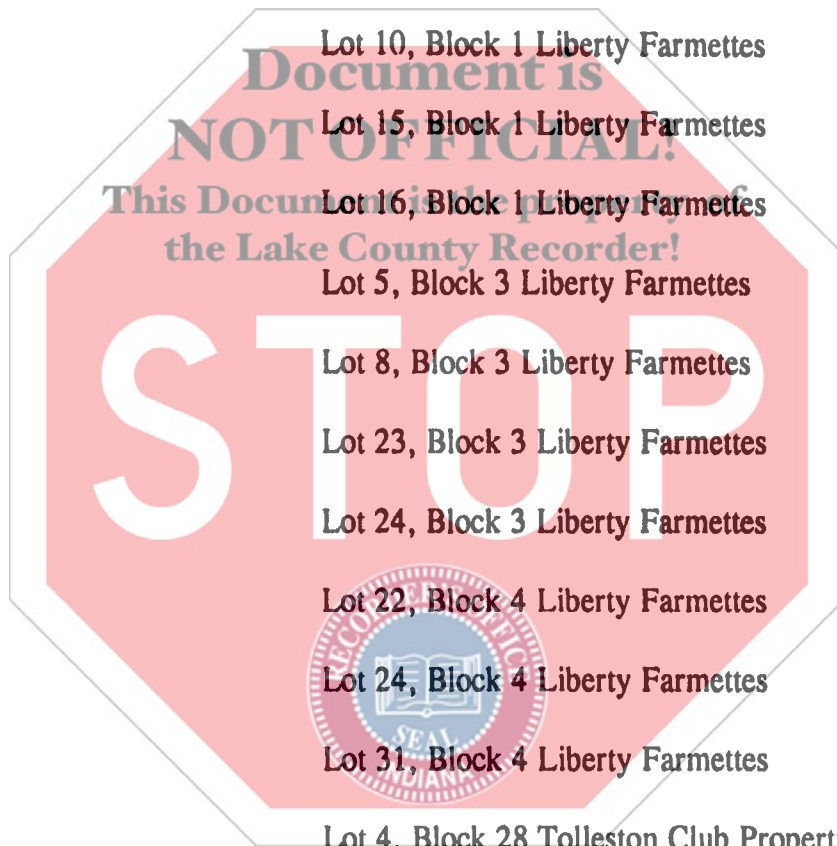 Lot 10, Block 1 Liberty Farmettes
Document is
NOT OFFICIAL!
Lot 15, Block 1 Liberty Farmettes
This Document is the property of
the Lake County Recorder!
Lot 16, Block 1 Liberty Farmettes
Lot 5, Block 3 Liberty Farmettes
STOP
Lot 8, Block 3 Liberty Farmettes
Lot 23, Block 3 Liberty Farmettes
Lot 24, Block 3 Liberty Farmettes
Lot 22, Block 4 Liberty Farmettes
RECORDER'S OFFICE
Lot 24, Block 4 Liberty Farmettes
SEAL
INDIANA
Lot 31, Block 4 Liberty Farmettes
Lot 4, Block 28 Tolleston Club